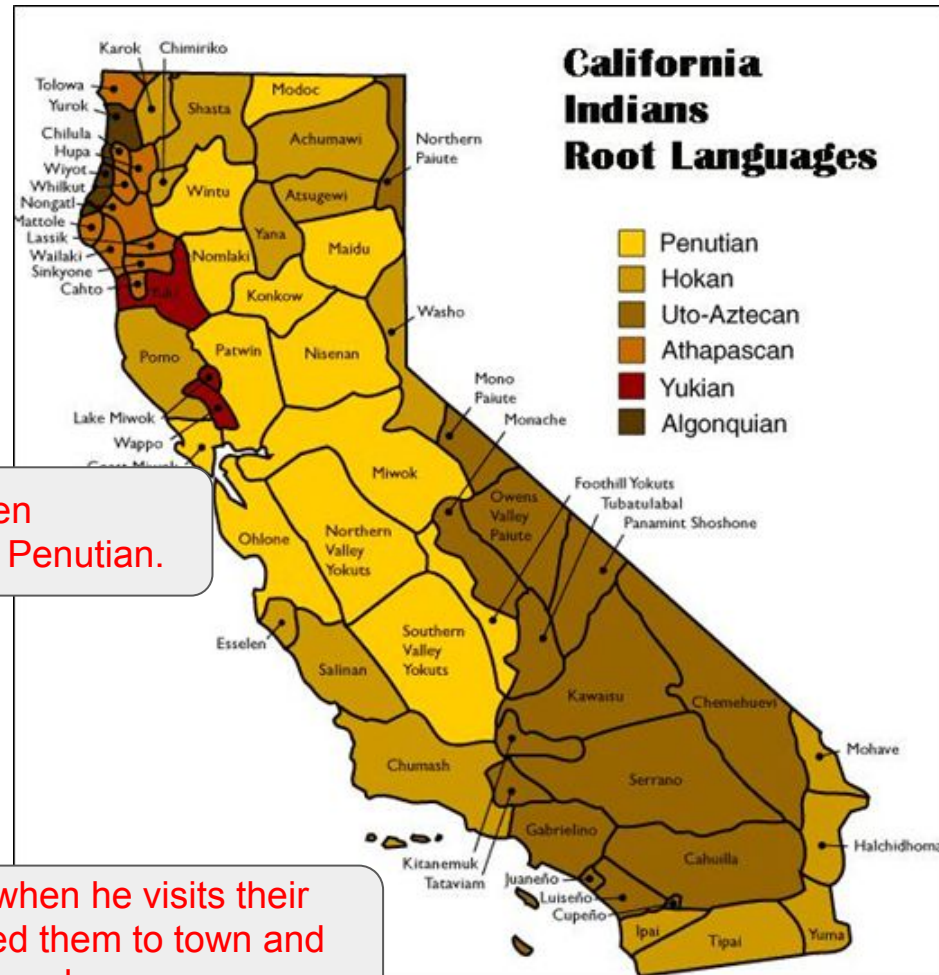 California
Indians
Root Languages
Penutian
Hokan
Uto-Aztecan
Athapascan
Yukian
Algonquian
Karok
Chimiriko
Tolowa
Yurok
Chilula
Hupa
Wiyot
Whilkut
Nongatl
Mattole
Lassik
Wailaki
Sinkyone
Cahto
Yuki
Shasta
Modoc
Achumawi
Northern
Paiute
Atsugewi
Wintu
Yana
Maidu
Nomlaki
Konkow
Washo
Pomo
Patwin
Nisenan
Lake Miwok
Wappo
Coast Miwok
Mono
Paiute
Monache
Miwok
Foothill Yokuts
Tubatulabal
Panamint Shoshone
Owens
Valley
Paiute
Ohlone
Northern
Valley
Yokuts
Penutian.
Esselen
Salinan
Southern
Valley
Yokuts
Kawaisu
Chemehuevi
Mohave
Chumash
Serrano
Gabrielino
Halchidhoma
Kitanemuk
Tataviam
Cahuilla
Juaneño
Luiseño
Cupeño
Ipai
Tipai
Yuma
when he visits their
them to town and